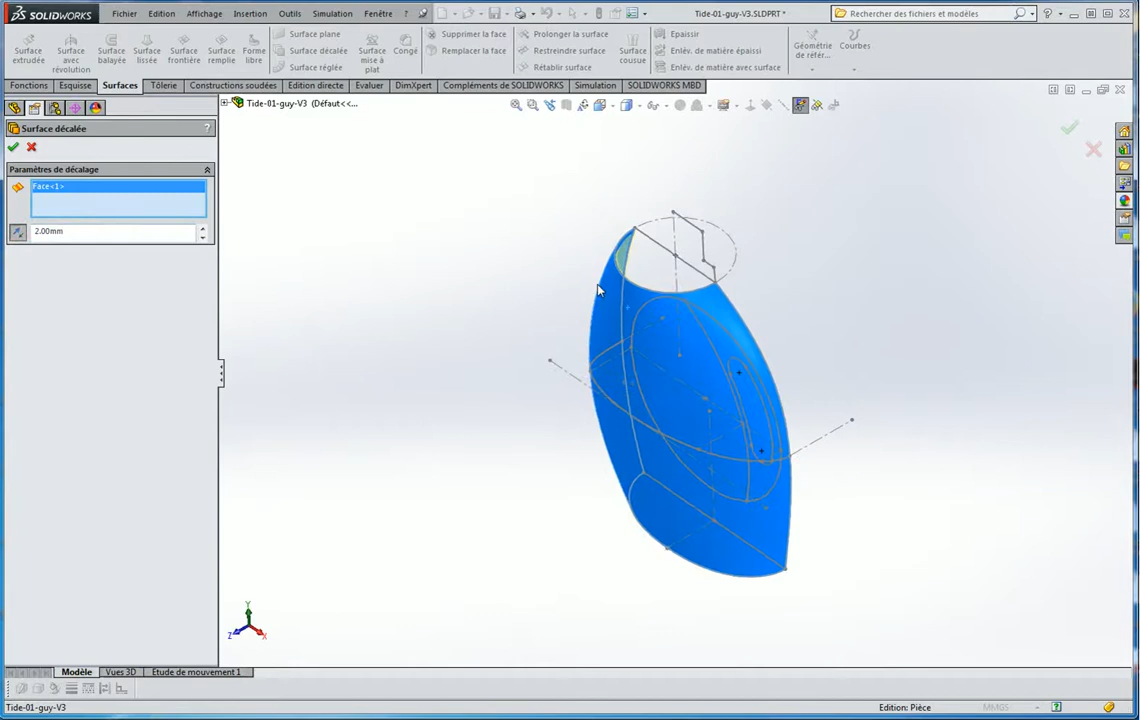 SOLIDWORKS
Fichier Edition Affichage Insertion Outils Simulation Fenêtre ?
Tide-01-guy-V3.SLDPRT *
Rechercher des fichiers et modèles
Surface extrudée
Surface avec révolution
Surface balayée
Surface lissée
Surface frontière
Surface remplie
Forme libre
Surface plane
Surface décalée
Surface réglée
Surface mise à plat
Congé
Supprimer la face
Remplacer la face
Prolonger la surface
Restreindre surface
Rétablir surface
Surface cousue
Epaissir
Enlév. de matière épaissi
Enlév. de matière avec surface
Géométrie de référ...
Courbes
Fonctions Esquisse Surfaces Tôlerie Constructions soudées Edition directe Evaluer DimXpert Compléments de SOLIDWORKS Simulation SOLIDWORKS MBD
Tide-01-guy-V3 (Défaut<<...
Surface décalée ?
Paramètres de décalage
Face<1>
2.00mm
Y
Z X
Modèle Vues 3D Etude de mouvement 1
Tide-01-guy-V3
Edition: Pièce
MMGS